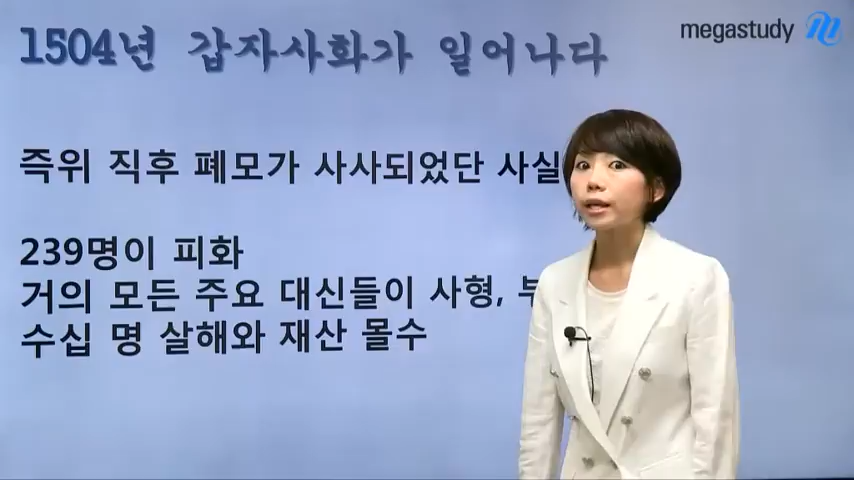 1504년 갑자사화가 일어나다
megastudy
즉위 직후 폐모가 사사되었단 사실
239명이 피화
거의 모든 주요 대신들이 사형,
수십 명 살해와 재산 몰수